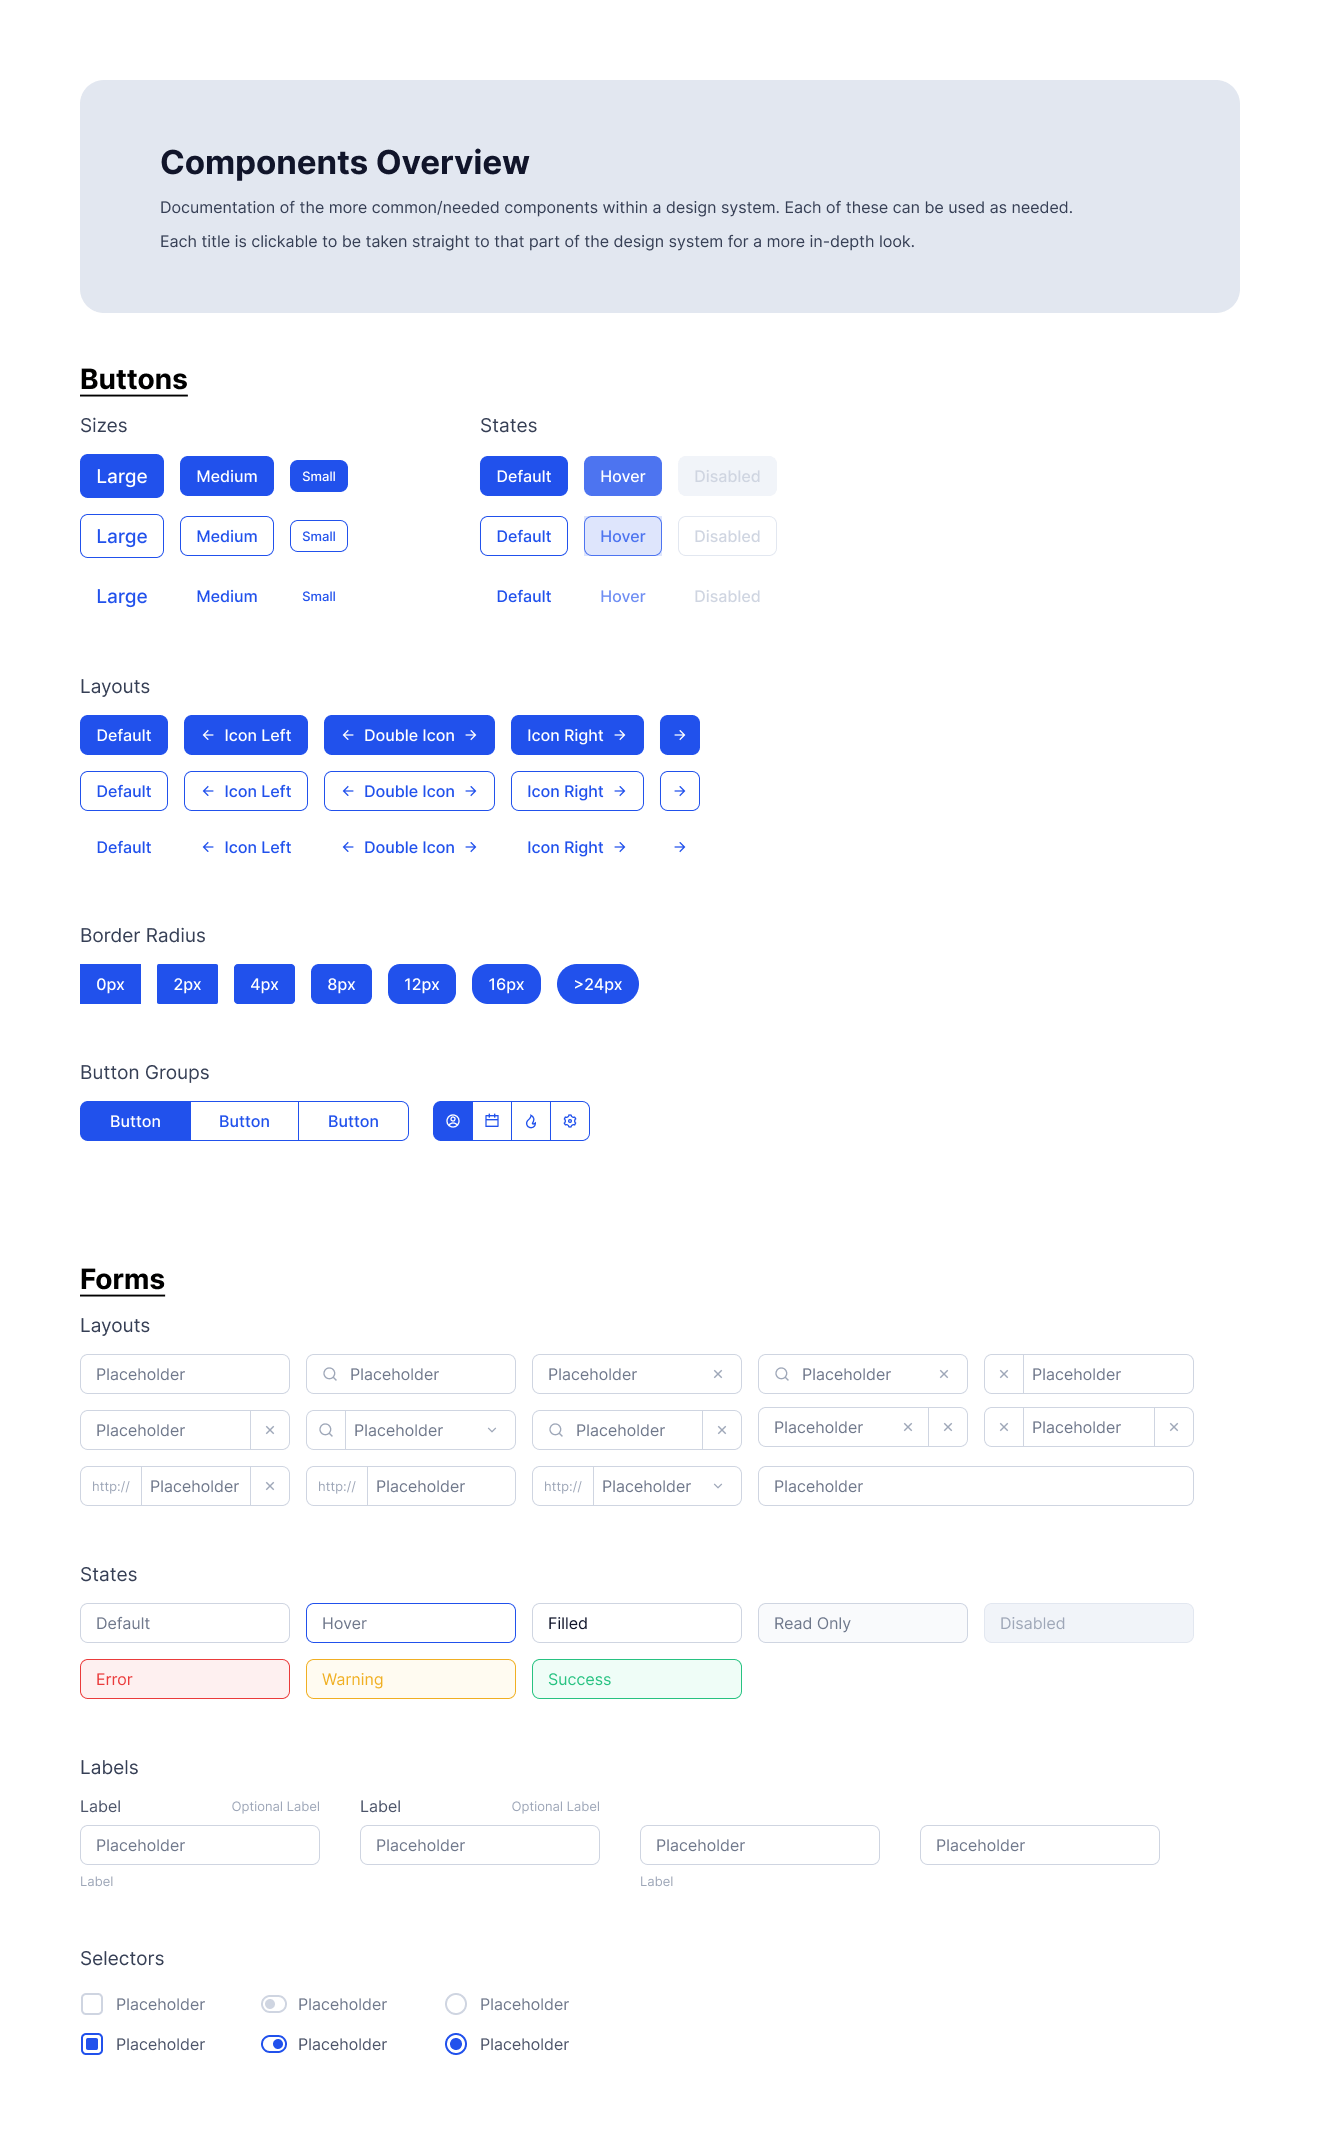 Components Overview
Documentation of the more common/needed components within a design system. Each of these can be used as needed.
Each title is clickable to be taken straight to that part of the design system for a more in-depth look.
Buttons
Sizes
Large Medium Small
Large Medium Small
Large Medium Small
States
Default Hover Disabled
Default Hover Disabled
Default Hover Disabled
Layouts
Default Icon Left Double Icon Icon Right
Default Icon Left Double Icon Icon Right
Default Icon Left Double Icon Icon Right
Border Radius
0px 2px 4px 8px 12px 16px >24px
Button Groups
Button Button Button
Forms
Layouts
Placeholder Placeholder Placeholder Placeholder Placeholder
Placeholder Placeholder Placeholder Placeholder Placeholder
http:// Placeholder http:// Placeholder http:// Placeholder Placeholder
States
Default Hover Filled Read Only Disabled
Error Warning Success
Labels
Label Optional Label Label Optional Label
Placeholder Placeholder Placeholder Placeholder
Label Label
Selectors
Placeholder Placeholder Placeholder
Placeholder Placeholder Placeholder